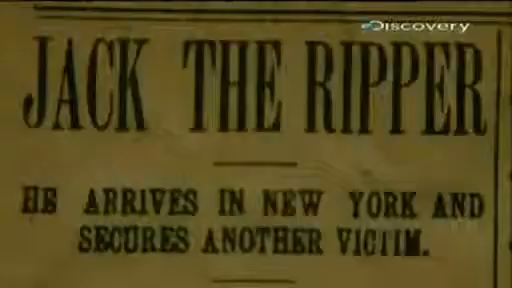 Discovery
JACK THE RIPPER
HE ARRIVES IN NEW YORK AND
SECURES ANOTHER VICTIM.